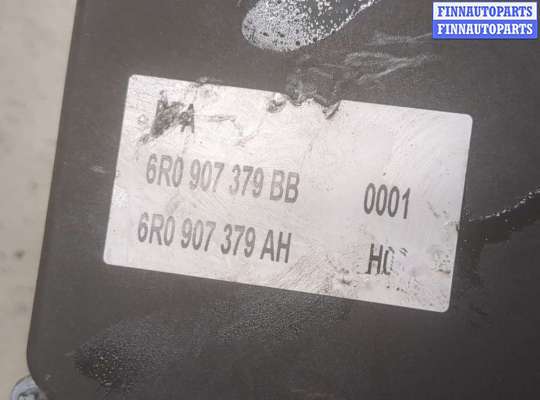 FINNAUTOPARTS
FINNAUTOPARTS
6R0 907 379 BB 0001
6R0 907 379 AH